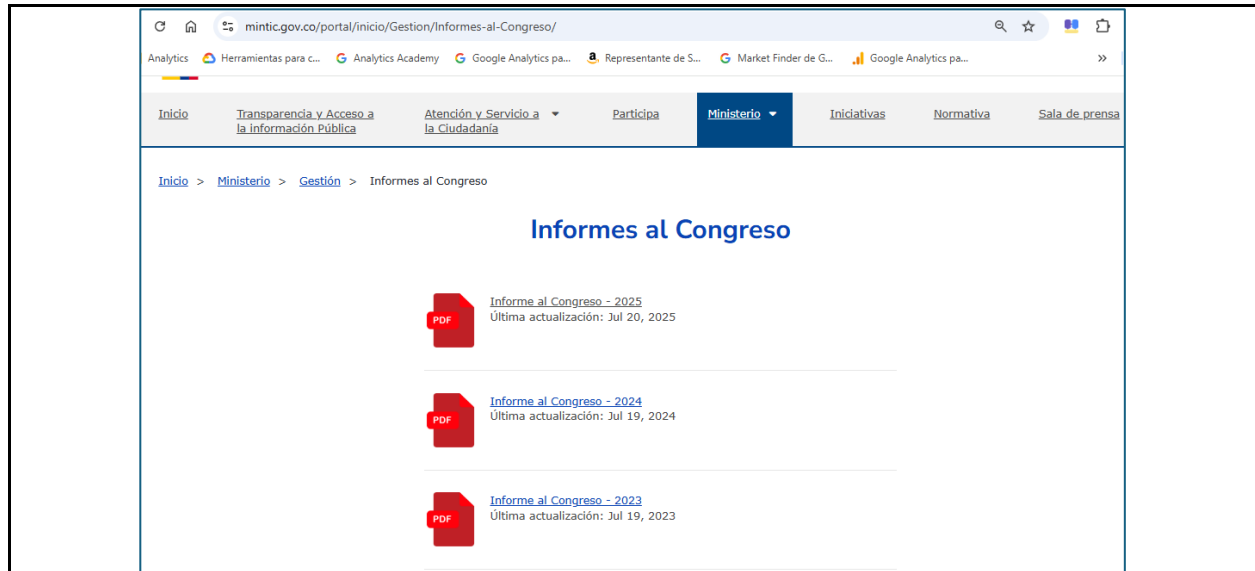 mintic.gov.co/portal/inicio/Gestion/Informes-al-Congreso/
Analytics Herramientas para c... Analytics Academy Google Analytics pa... Representante de S... Market Finder de G... Google Analytics pa... »
Inicio Transparencia y Acceso a Atención y Servicio a Participa Ministerio Iniciativas Normativa Sala de prensa
la información Pública la Ciudadanía
Inicio > Ministerio > Gestión > Informes al Congreso
Informes al Congreso
PDF
Informe al Congreso - 2025
Última actualización: Jul 20, 2025
PDF
Informe al Congreso - 2024
Última actualización: Jul 19, 2024
PDF
Informe al Congreso - 2023
Última actualización: Jul 19, 2023